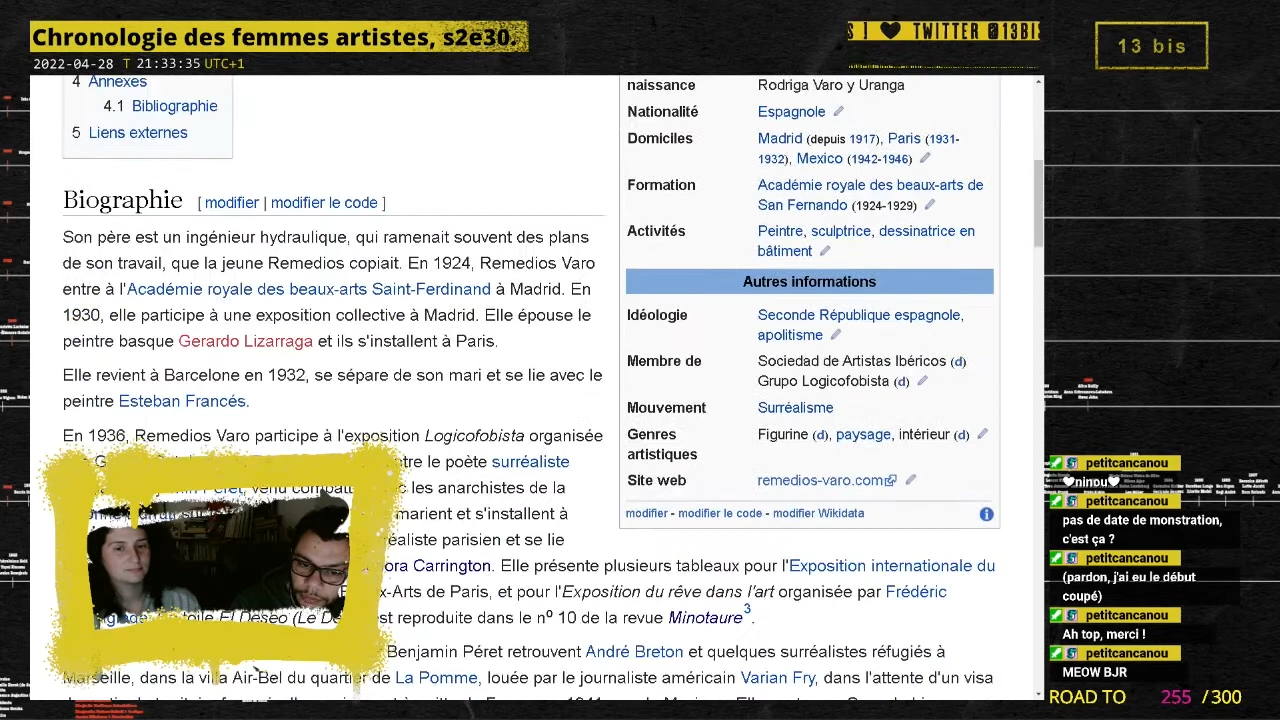 Chronologie des femmes artistes, s2e30.
S ! ♥ TWITTER @13BI
13 bis
2022-04-28 T 21:33:35 UTC+1
4 Annexes
4.1 Bibliographie
5 Liens externes
Biographie [ modifier | modifier le code ]
Son père est un ingénieur hydraulique, qui ramenait souvent des plans
de son travail, que la jeune Remedios copiait. En 1924, Remedios Varo
entre à l'Académie royale des beaux-arts Saint-Ferdinand à Madrid. En
1930, elle participe à une exposition collective à Madrid. Elle épouse le
peintre basque Gerardo Lizarraga et ils s'installent à Paris.
Elle revient à Barcelone en 1932, se sépare de son mari et se lie avec le
peintre Esteban Francés.
En 1936, Remedios Varo participe à l'exposition Logicofobista organisée
tre le poète surréaliste
les anarchistes de la
marient et s'installent à
réaliste parisien et se lie
ora Carrington. Elle présente plusieurs tableaux pour l'Exposition internationale du
x-Arts de Paris, et pour l'Exposition du rêve dans l'art organisée par Frédéric
El Deseo (Le De est reproduite dans le nº 10 de la revue Minotaure3.
Benjamin Péret retrouvent André Breton et quelques surréalistes réfugiés à
Marseille, dans la villa Air-Bel du quartier de La Pomme, louée par le journaliste américain Varian Fry, dans l'attente d'un visa
naissance Rodriga Varo y Uranga
Nationalité Espagnole
Domiciles Madrid (depuis 1917), Paris (1931-
1932), Mexico (1942-1946)
Formation Académie royale des beaux-arts de
San Fernando (1924-1929)
Activités Peintre, sculptrice, dessinatrice en
bâtiment
Autres informations
Idéologie Seconde République espagnole,
apolitisme
Membre de Sociedad de Artistas Ibéricos (d)
Grupo Logicofobista (d)
Mouvement Surréalisme
Genres Figurine (d), paysage, intérieur (d)
artistiques
Site web remedios-varo.com
modifier - modifier le code - modifier Wikidata
petitcancanou
♥ninou♥
petitcancanou
pas de date de monstration,
c'est ça ?
petitcancanou
(pardon, j'ai eu le début
coupé)
petitcancanou
Ah top, merci !
petitcancanou
MEOW BJR
ROAD TO 255 / 300